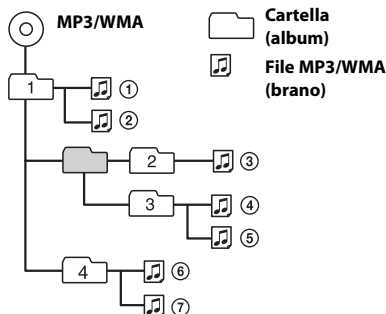 MP3/WMA
Cartella
(album)
File MP3/WMA
(brano)
1
①
②
2
③
3
④
⑤
4
⑥
⑦